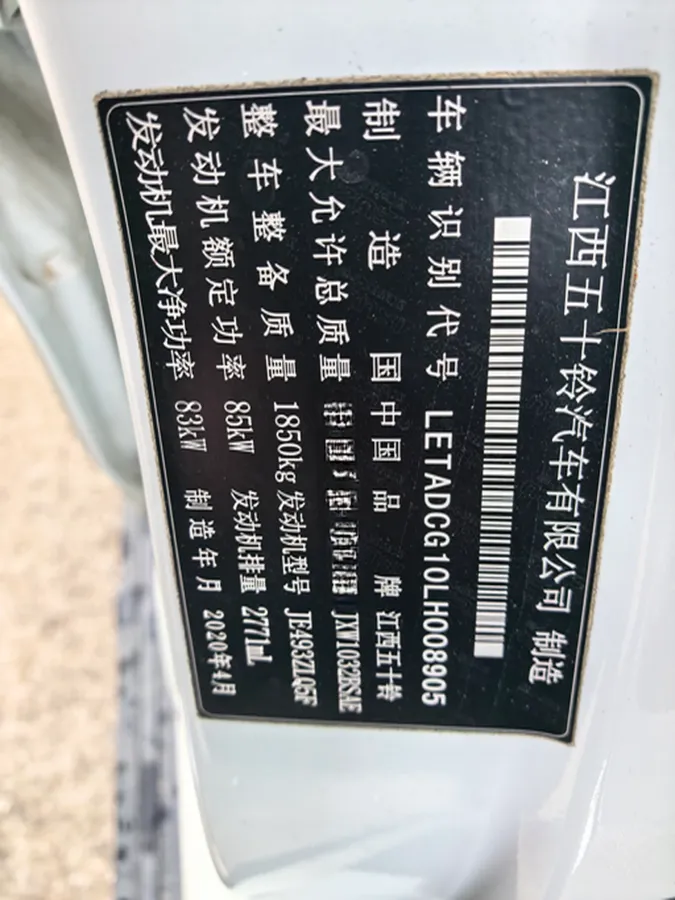 江西五十铃汽车有限公司 制造
车辆识别代号 LETADCG10LH008905
制造国 中国 品牌 江西五十铃
最大允许总质量 JXW1032BSAE
整车整备质量 1850kg 发动机型号 JE493ZLQ5F
发动机额定功率 85kW 发动机排量 2771mL
发动机最大净功率 83kW 制造年月 2020年4月